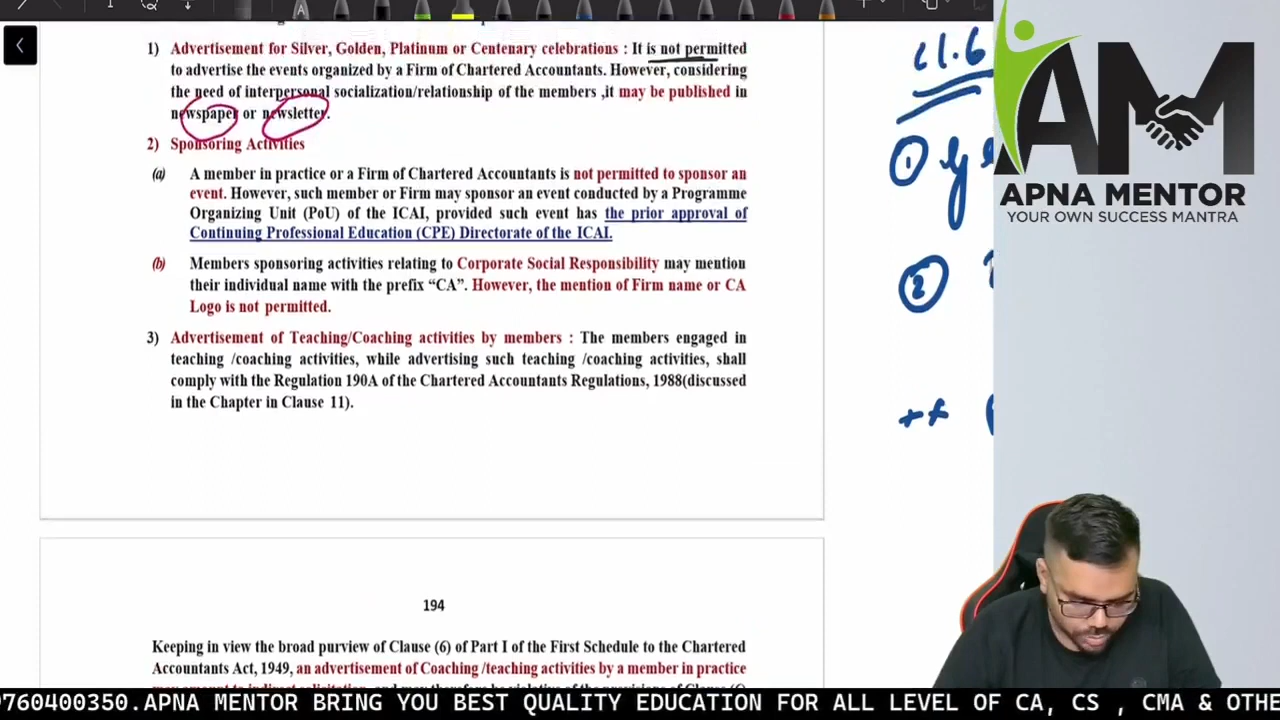 1) Advertisement for Silver, Golden, Platinum or Centenary celebrations : It is not permitted
to advertise the events organized by a Firm of Chartered Accountants. However, considering
the need of interpersonal socialization/relationship of the members ,it may be published in
newspaper or newsletter.
2) Sponsoring Activities
(a) A member in practice or a Firm of Chartered Accountants is not permitted to sponsor an
event. However, such member or Firm may sponsor an event conducted by a Programme
Organizing Unit (PoU) of the ICAI, provided such event has the prior approval of
Continuing Professional Education (CPE) Directorate of the ICAI.
(b) Members sponsoring activities relating to Corporate Social Responsibility may mention
their individual name with the prefix “CA”. However, the mention of Firm name or CA
Logo is not permitted.
3) Advertisement of Teaching/Coaching activities by members : The members engaged in
teaching /coaching activities, while advertising such teaching /coaching activities, shall
comply with the Regulation 190A of the Chartered Accountants Regulations, 1988(discussed
in the Chapter in Clause 11).
194
Keeping in view the broad purview of Clause (6) of Part I of the First Schedule to the Chartered
Accountants Act, 1949, an advertisement of Coaching /teaching activities by a member in practice
cl.6
1
2
++
AM
APNA MENTOR
YOUR OWN SUCCESS MANTRA
9760400350.APNA MENTOR BRING YOU BEST QUALITY EDUCATION FOR ALL LEVEL OF CA, CS , CMA & OTHE